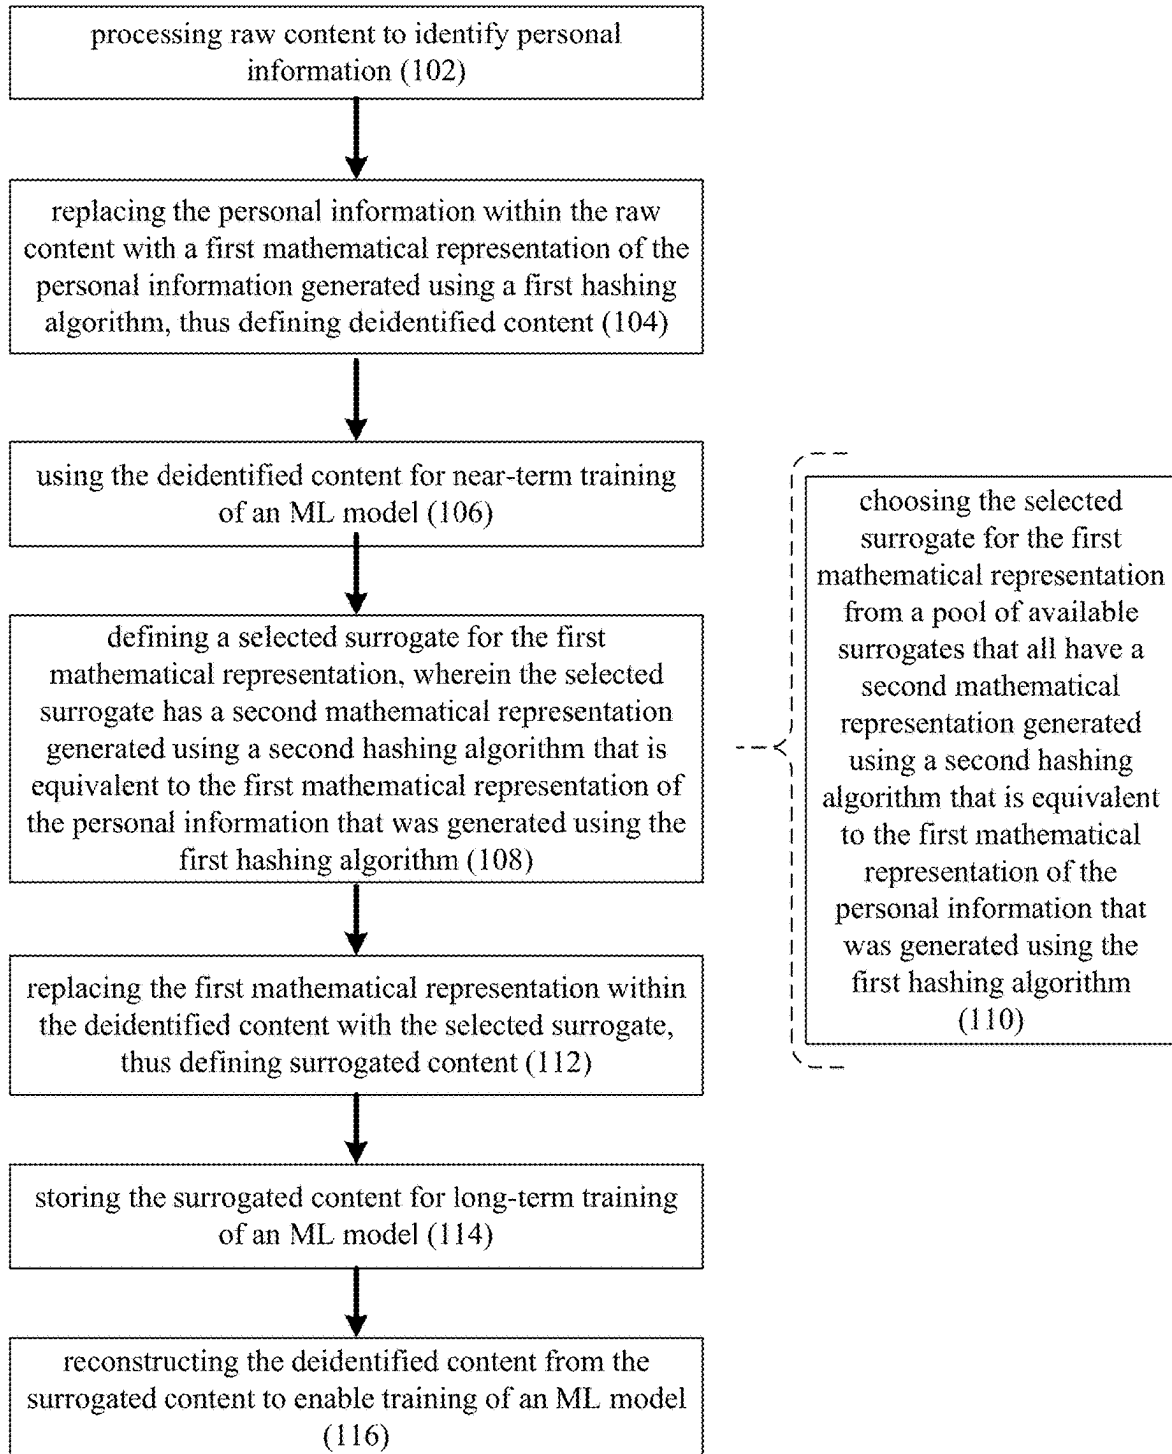 processing raw content to identify personal
information (102)
replacing the personal information within the raw
content with a first mathematical representation of the
personal information generated using a first hashing
algorithm, thus defining deidentified content (104)
using the deidentified content for near-term training
of an ML model (106)
defining a selected surrogate for the first
mathematical representation, wherein the selected
surrogate has a second mathematical representation
generated using a second hashing algorithm that is
equivalent to the first mathematical representation of
the personal information that was generated using the
first hashing algorithm (108)
choosing the selected
surrogate for the first
mathematical representation
from a pool of available
surrogates that all have a
second mathematical
representation generated
using a second hashing
algorithm that is equivalent
to the first mathematical
representation of the
personal information that
was generated using the
first hashing algorithm
(110)
replacing the first mathematical representation within
the deidentified content with the selected surrogate,
thus defining surrogated content (112)
storing the surrogated content for long-term training
of an ML model (114)
reconstructing the deidentified content from the
surrogated content to enable training of an ML model
(116)